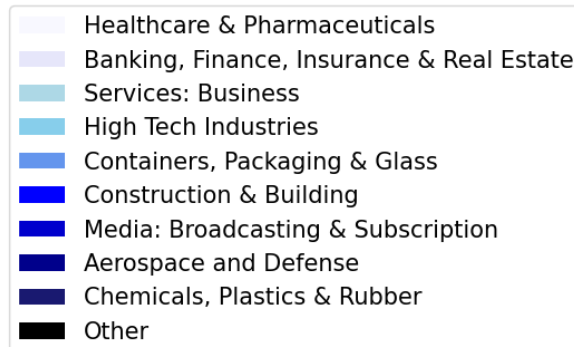 Healthcare & Pharmaceuticals
Banking, Finance, Insurance & Real Estate
Services: Business
High Tech Industries
Containers, Packaging & Glass
Construction & Building
Media: Broadcasting & Subscription
Aerospace and Defense
Chemicals, Plastics & Rubber
Other